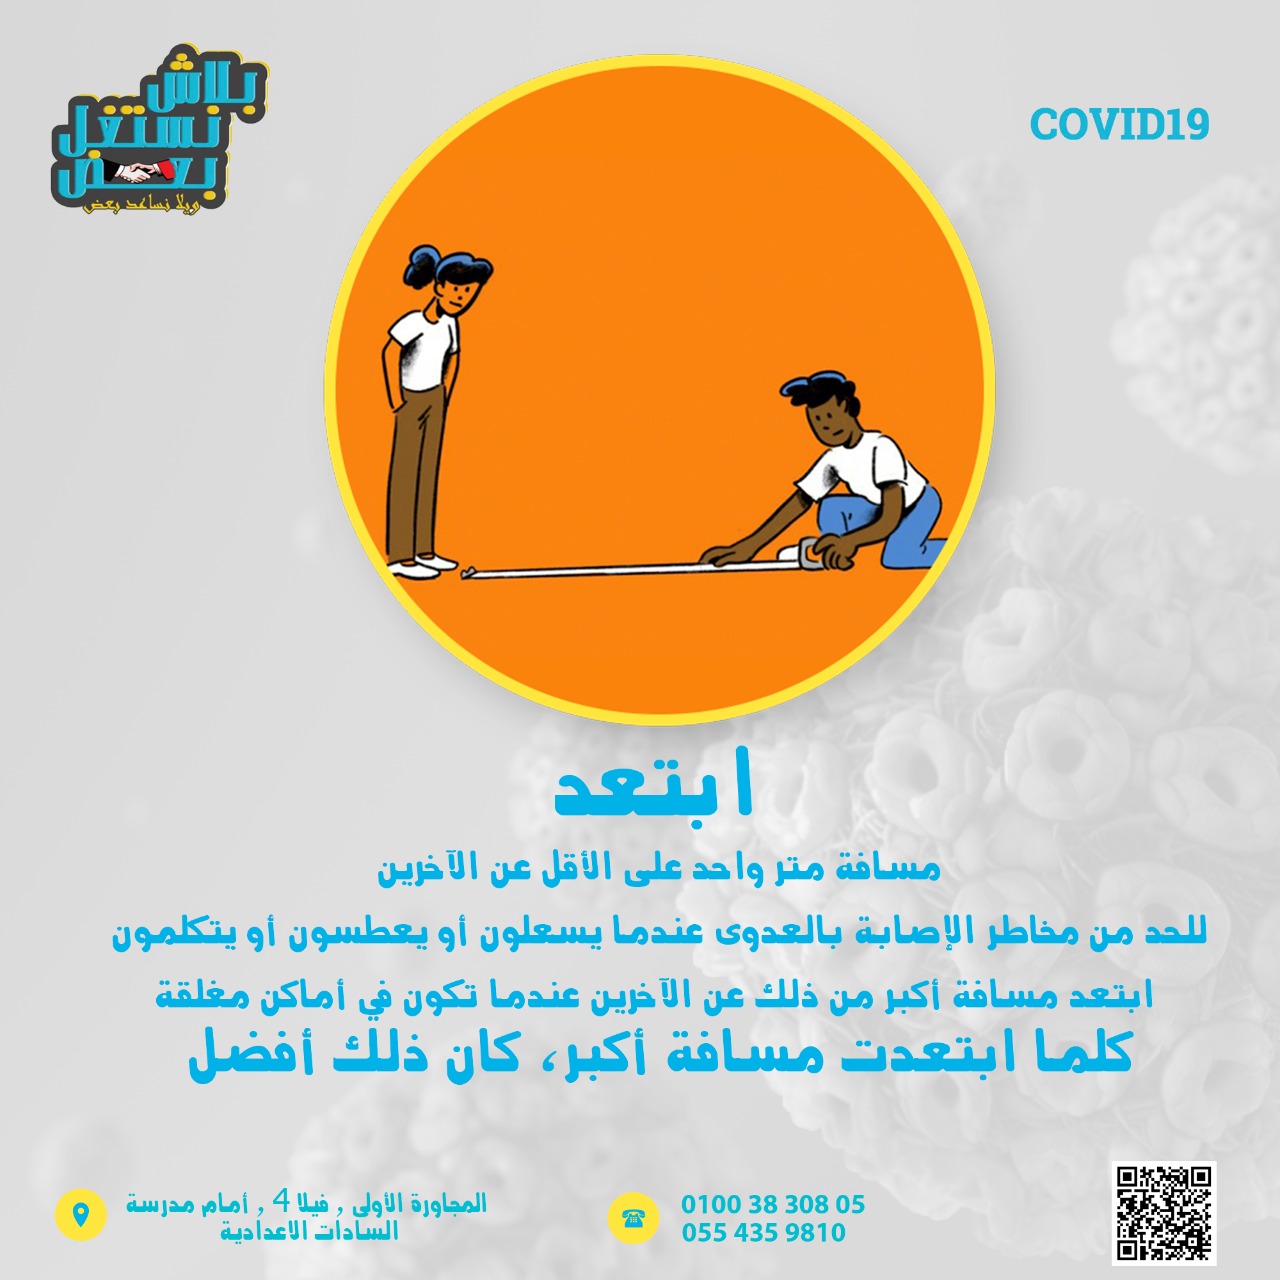 بلاش
نستغل
بعض
ويلا نساعد بعض
COVID19
ابتعد
مسافة متر واحد على الأقل عن الآخرين
للحد من مخاطر الإصابة بالعدوى عندما يسعلون أو يعطسون أو يتكلمون
ابتعد مسافة أكبر من ذلك عن الآخرين عندما تكون في أماكن مغلقة
كلما ابتعدت مسافة أكبر، كان ذلك أفضل
المجاورة الأولى , فيلا 4 , أمام مدرسة
السادات الاعدادية
0100 38 308 05
055 435 9810